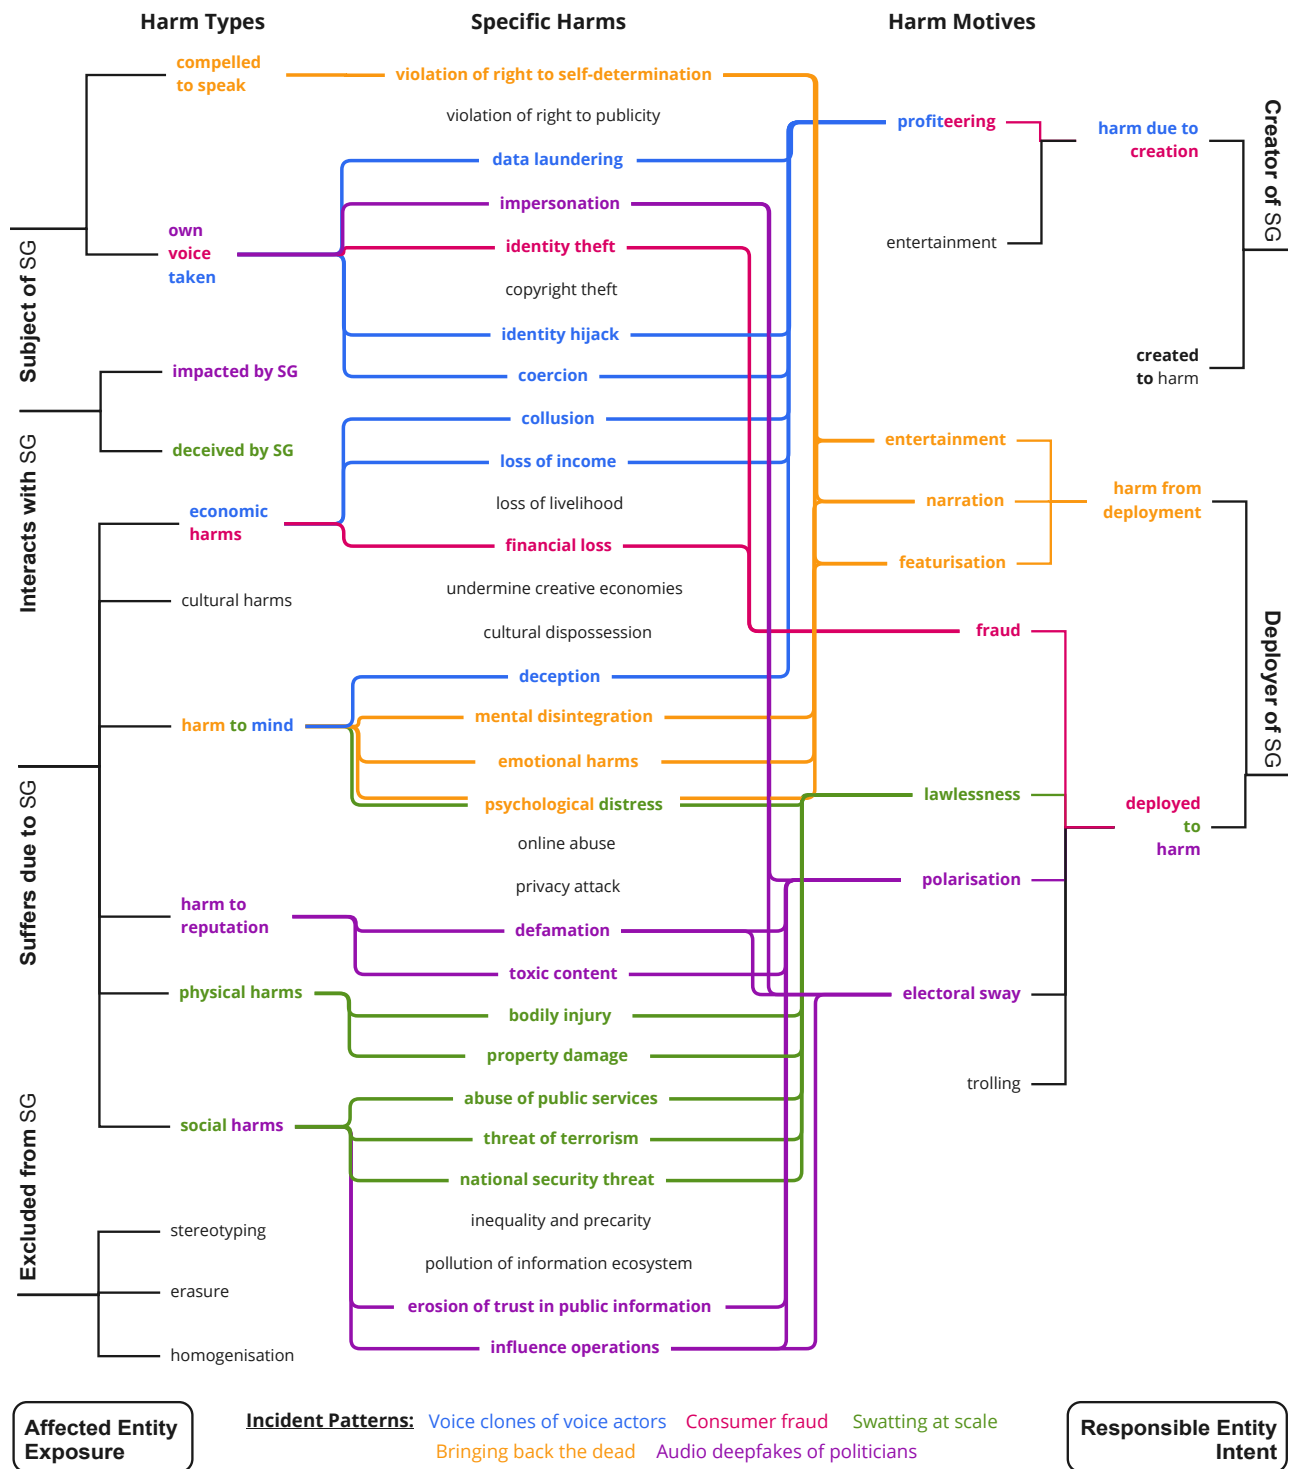 Harm Types
Specific Harms
Harm Motives
Subject of SG
Interacts with SG
Suffers due to SG
Excluded from SG
compelled
to speak
own
voice
taken
impacted by SG
deceived by SG
economic
harms
cultural harms
harm to mind
harm to
reputation
physical harms
social harms
stereotyping
erasure
homogenisation
violation of right to self-determination
violation of right to publicity
data laundering
impersonation
identity theft
copyright theft
identity hijack
coercion
collusion
loss of income
loss of livelihood
financial loss
undermine creative economies
cultural dispossession
deception
mental disintegration
emotional harms
psychological distress
online abuse
privacy attack
defamation
toxic content
bodily injury
property damage
abuse of public services
threat of terrorism
national security threat
inequality and precarity
pollution of information ecosystem
erosion of trust in public information
influence operations
profiteering
entertainment
entertainment
narration
featurisation
fraud
lawlessness
polarisation
electoral sway
trolling
harm due to
creation
created
to harm
harm from
deployment
deployed
to
harm
Creator of SG
Deployer of SG
Affected Entity
Exposure
Incident Patterns: Voice clones of voice actors Consumer fraud Swatting at scale
Bringing back the dead Audio deepfakes of politicians
Responsible Entity
Intent